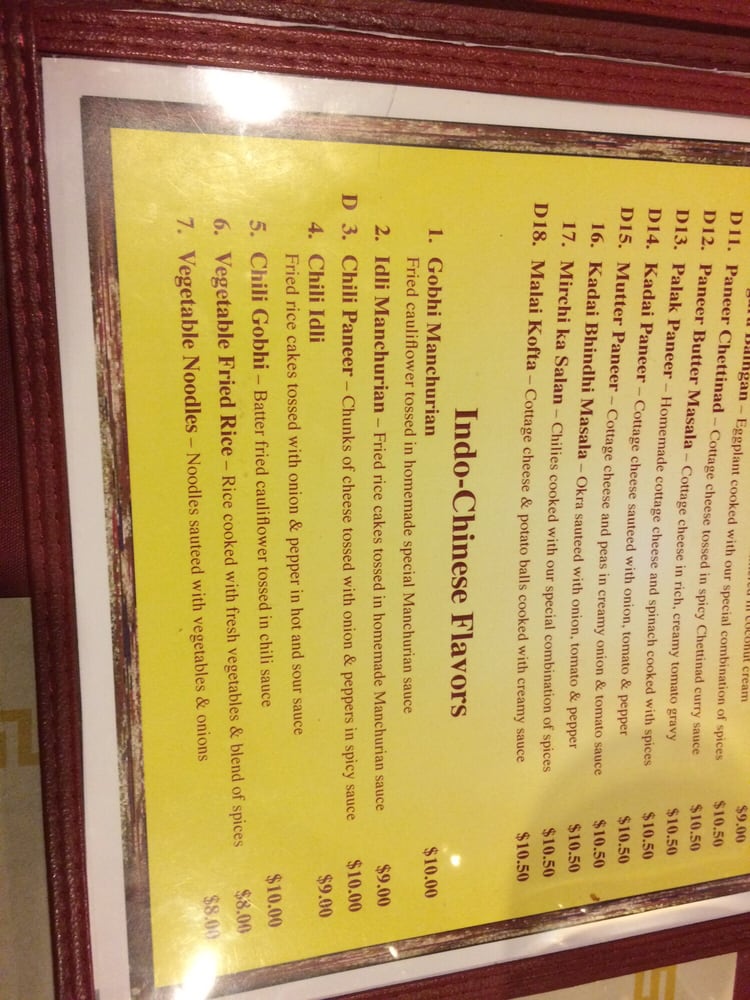 in coconut cream $9.00
Bhingan – Eggplant cooked with our special combination of spices $10.50
D 11. Paneer Chettinad – Cottage cheese tossed in spicy Chettinad curry sauce $10.50
D12. Paneer Butter Masala – Cottage cheese in rich, creamy tomato gravy $10.50
D13. Palak Paneer – Homemade cottage cheese and spinach cooked with spices $10.50
D14. Kadai Paneer – Cottage cheese sauteed with onion, tomato & pepper $10.50
D15. Mutter Paneer – Cottage cheese and peas in creamy onion & tomato sauce $10.50
16. Kadai Bhindhi Masala – Okra sauteed with onion, tomato & pepper $10.50
17. Mirchi ka Salan – Chilies cooked with our special combination of spices $10.50
D18. Malai Kofta – Cottage cheese & potato balls cooked with creamy sauce $10.50
Indo-Chinese Flavors
1. Gobhi Manchurian $10.00
Fried cauliflower tossed in homemade special Manchurian sauce
2. Idli Manchurian – Fried rice cakes tossed in homemade Manchurian sauce $9.00
D 3. Chili Paneer – Chunks of cheese tossed with onion & peppers in spicy sauce $10.00
4. Chili Idli $9.00
Fried rice cakes tossed with onion & pepper in hot and sour sauce
5. Chili Gobhi – Batter fried cauliflower tossed in chili sauce $10.00
6. Vegetable Fried Rice – Rice cooked with fresh vegetables & blend of spices $8.00
7. Vegetable Noodles – Noodles sauteed with vegetables & onions $8.00